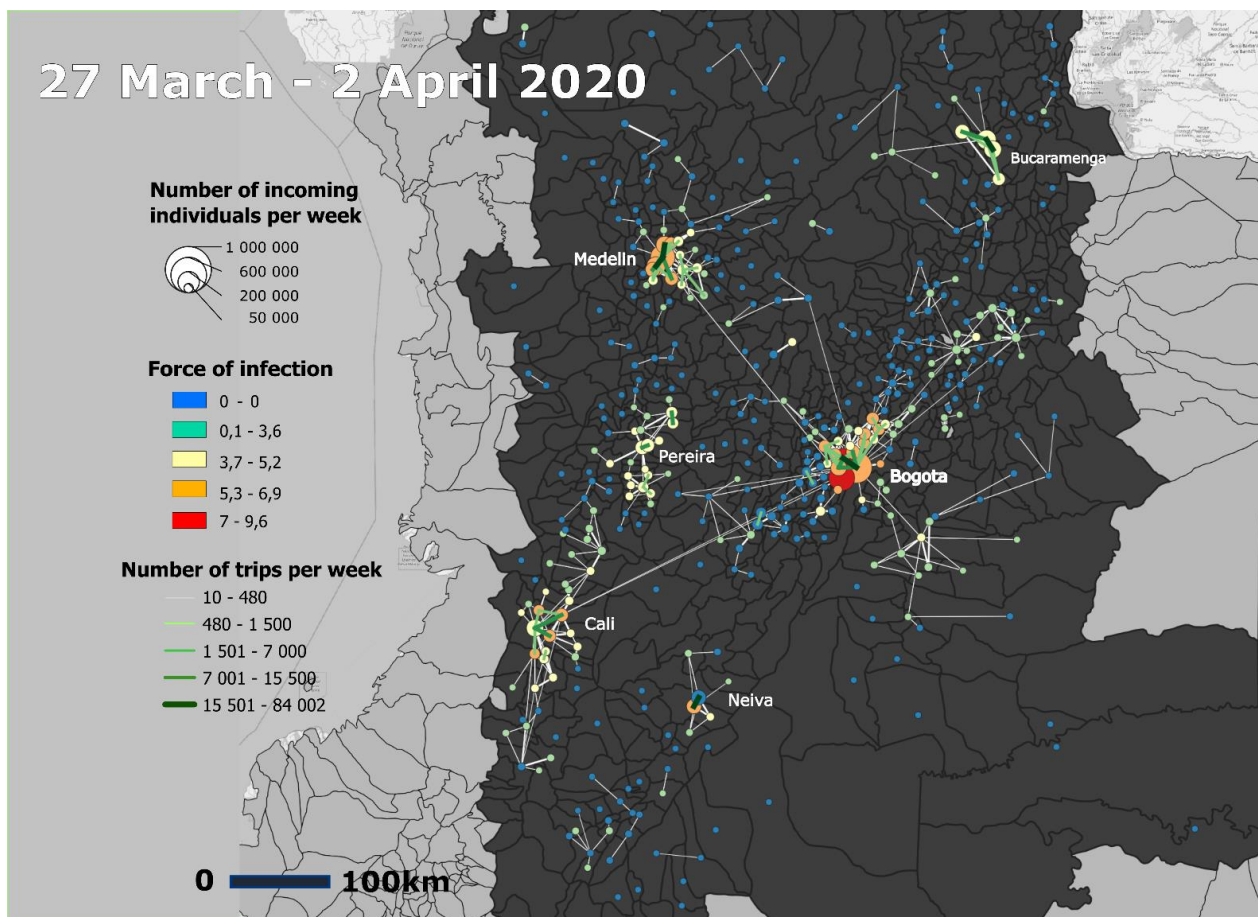 27 March - 2 April 2020
Number of incoming
individuals per week
1 000 000
600 000
200 000
50 000
Force of infection
0 - 0
0,1 - 3,6
3,7 - 5,2
5,3 - 6,9
7 - 9,6
Number of trips per week
10 - 480
480 - 1 500
1 501 - 7 000
7 001 - 15 500
15 501 - 84 002
0 100km
Bucaramenga
Medelin
Pereira
Bogota
Cali
Neiva